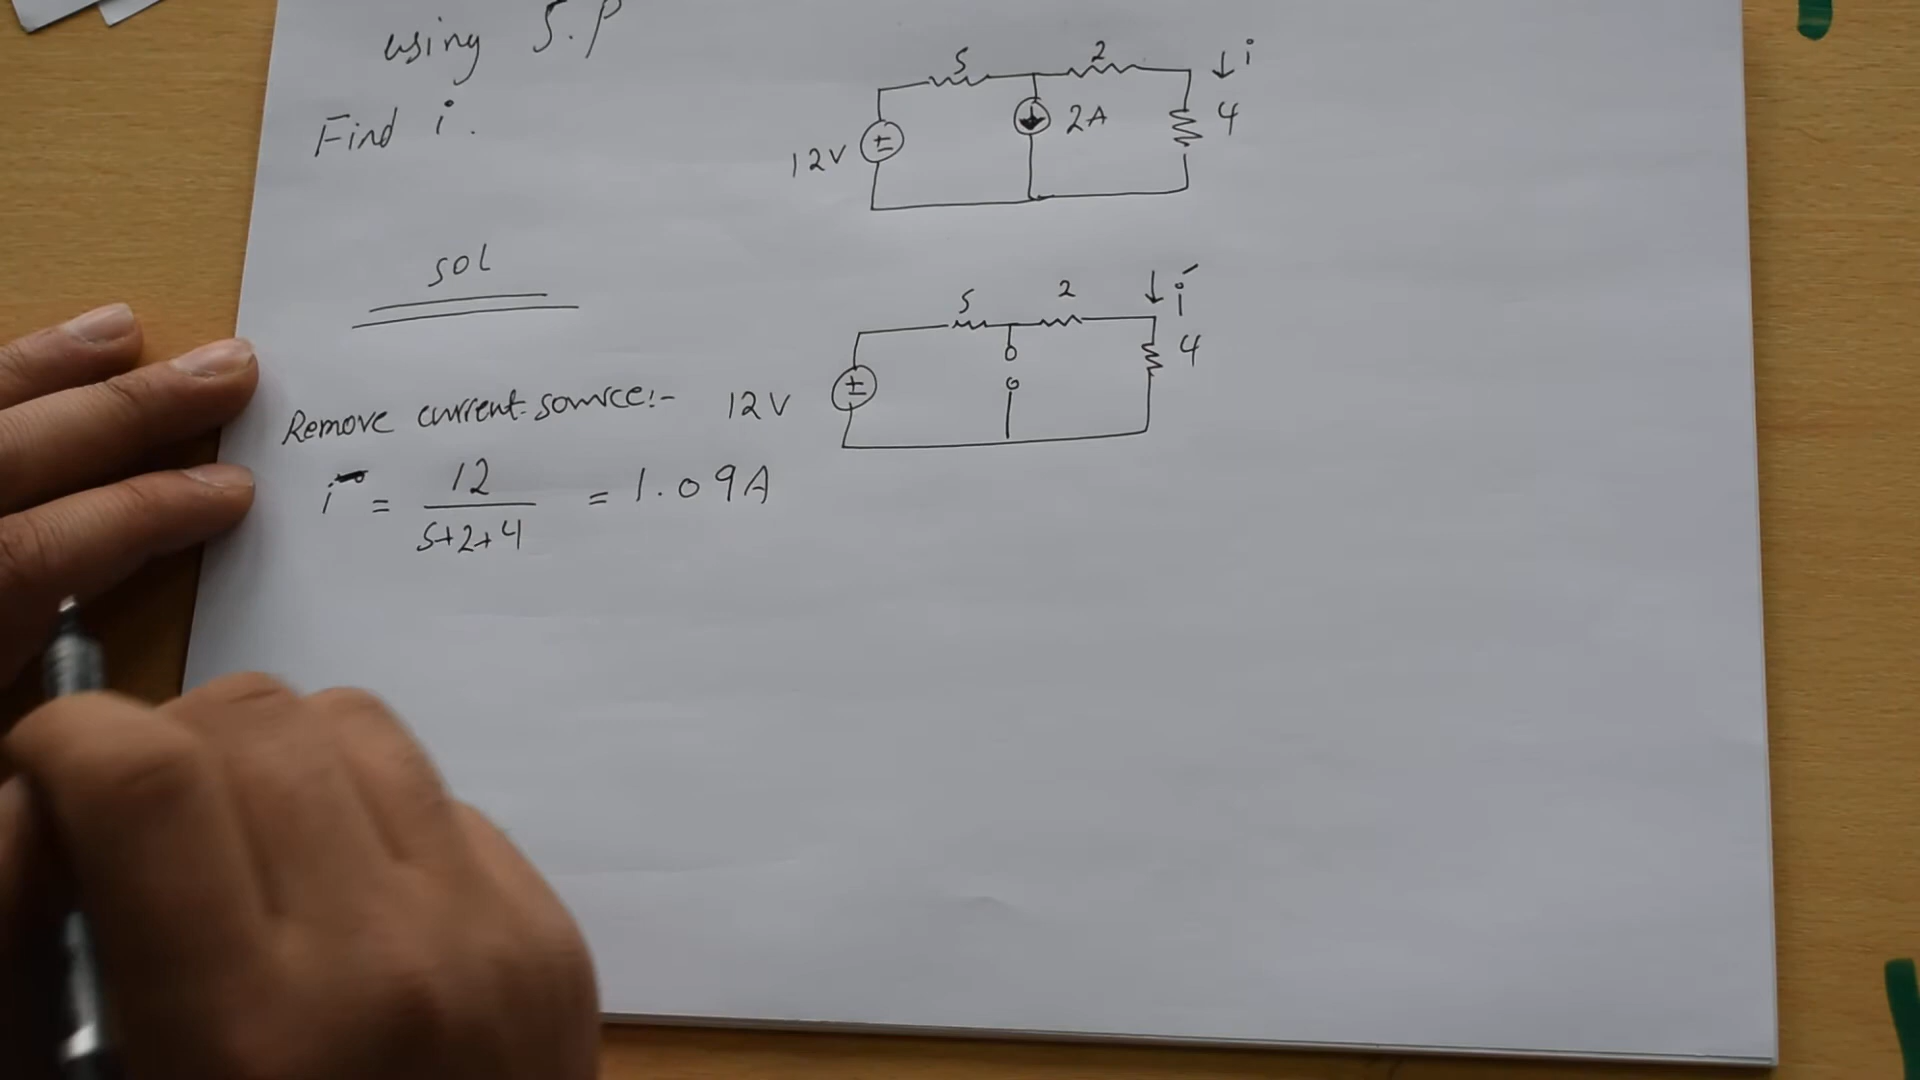 using S.P
Find i.
5
2
↓i
12V
±
2A
4
SOL
5
2
↓i'
Remove current source:-
12V
±
4
i' = 12 / 5+2+4 = 1.09A